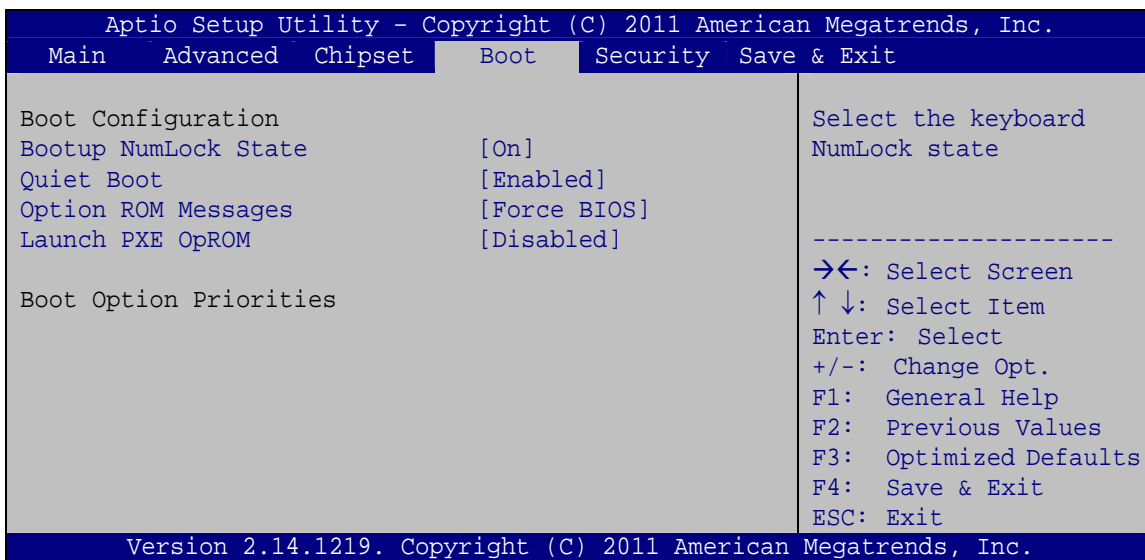 Aptio Setup Utility – Copyright (C) 2011 American Megatrends, Inc.
Main Advanced Chipset Boot Security Save & Exit
Boot Configuration
Bootup NumLock State [On]
Quiet Boot [Enabled]
Option ROM Messages [Force BIOS]
Launch PXE OpROM [Disabled]
Boot Option Priorities
Select the keyboard
NumLock state
---------------------
→←: Select Screen
↑ ↓: Select Item
Enter: Select
+/-: Change Opt.
F1: General Help
F2: Previous Values
F3: Optimized Defaults
F4: Save & Exit
ESC: Exit
Version 2.14.1219. Copyright (C) 2011 American Megatrends, Inc.